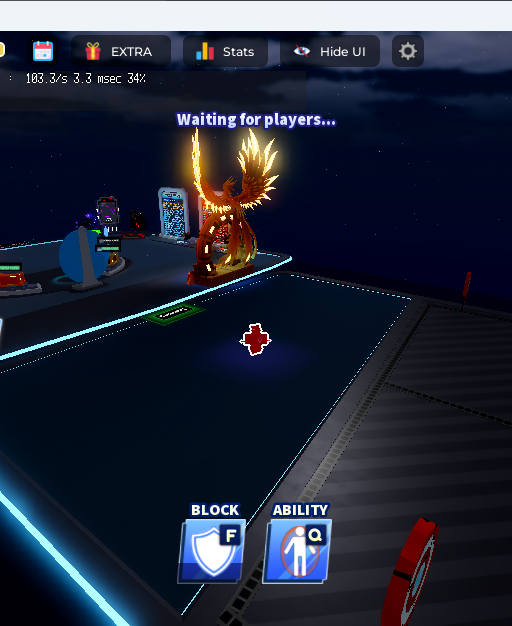 EXTRA
Stats
Hide UI
: 103.3/s 3.3 msec 34%
Waiting for players...
BLOCK
ABILITY
F
Q